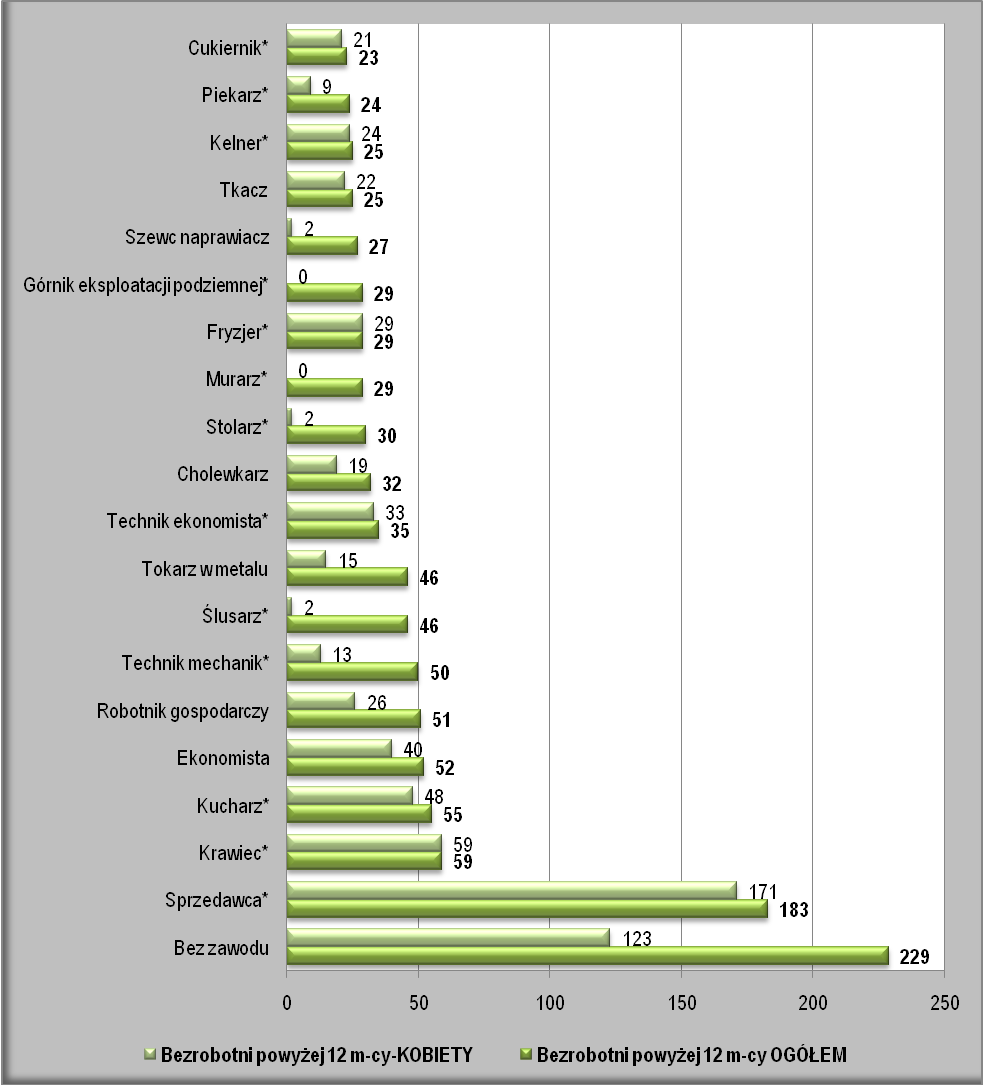 Cukiernik* 21
23
Piekarz* 9
24
Kelner* 24
25
Tkacz 22
25
Szewc naprawiacz 2
27
Górnik eksploatacji podziemnej* 0
29
Fryzjer* 29
29
Murarz* 0
29
Stolarz* 2
30
Cholewkarz 19
32
Technik ekonomista* 33
35
Tokarz w metalu 15
46
Ślusarz* 2
46
Technik mechanik* 13
50
Robotnik gospodarczy 26
51
Ekonomista 40
52
Kucharz* 48
55
Krawiec* 59
59
Sprzedawca* 171
183
Bez zawodu 123
229
0 50 100 150 200 250
Bezrobotni powyżej 12 m-cy-KOBIETY Bezrobotni powyżej 12 m-cy OGÓŁEM